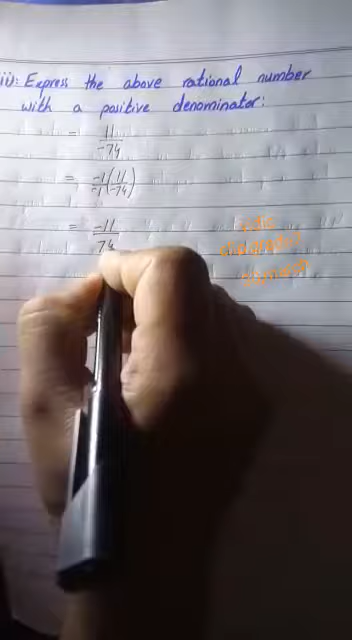 ii): Express the above rational number
with a positive denominator:
= 11/-74
= -1/-1 (11/-74)
= -11/74